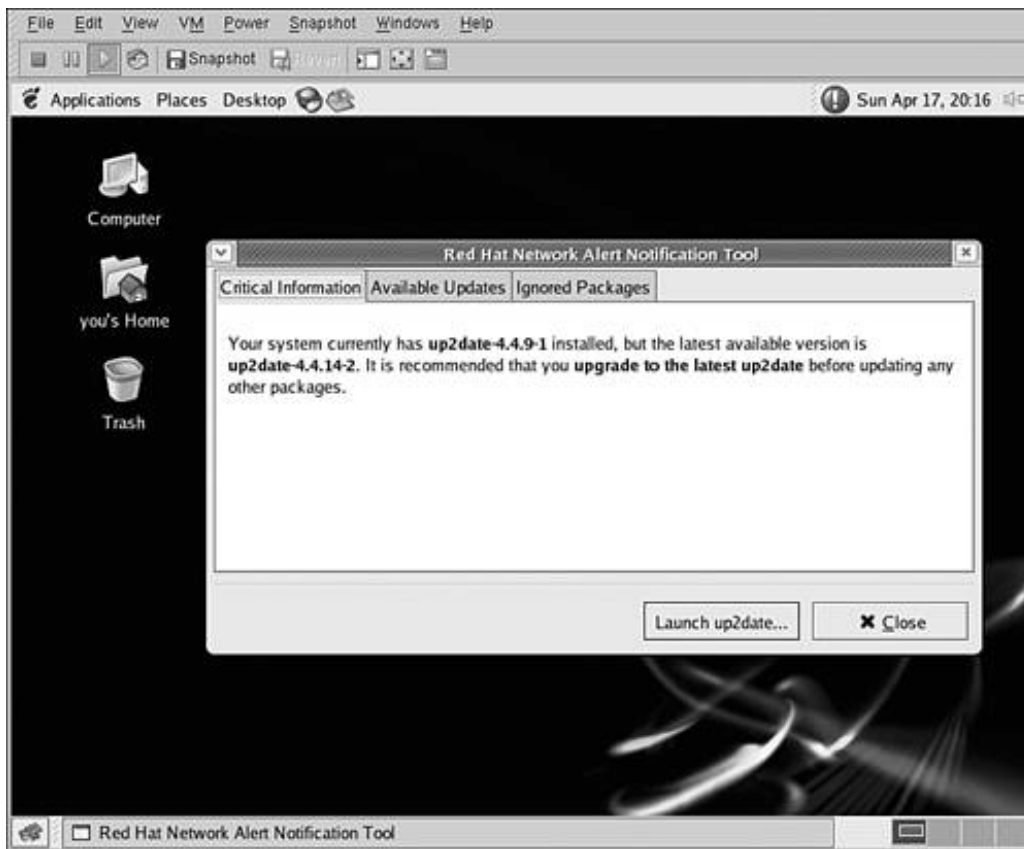 File Edit View VM Power Snapshot Windows Help
Snapshot
Applications Places Desktop Sun Apr 17, 20:16
Computer
you's Home
Trash
Red Hat Network Alert Notification Tool
Critical Information Available Updates Ignored Packages
Your system currently has up2date-4.4.9-1 installed, but the latest available version is
up2date-4.4.14-2. It is recommended that you upgrade to the latest up2date before updating any
other packages.
Launch up2date... Close
Red Hat Network Alert Notification Tool